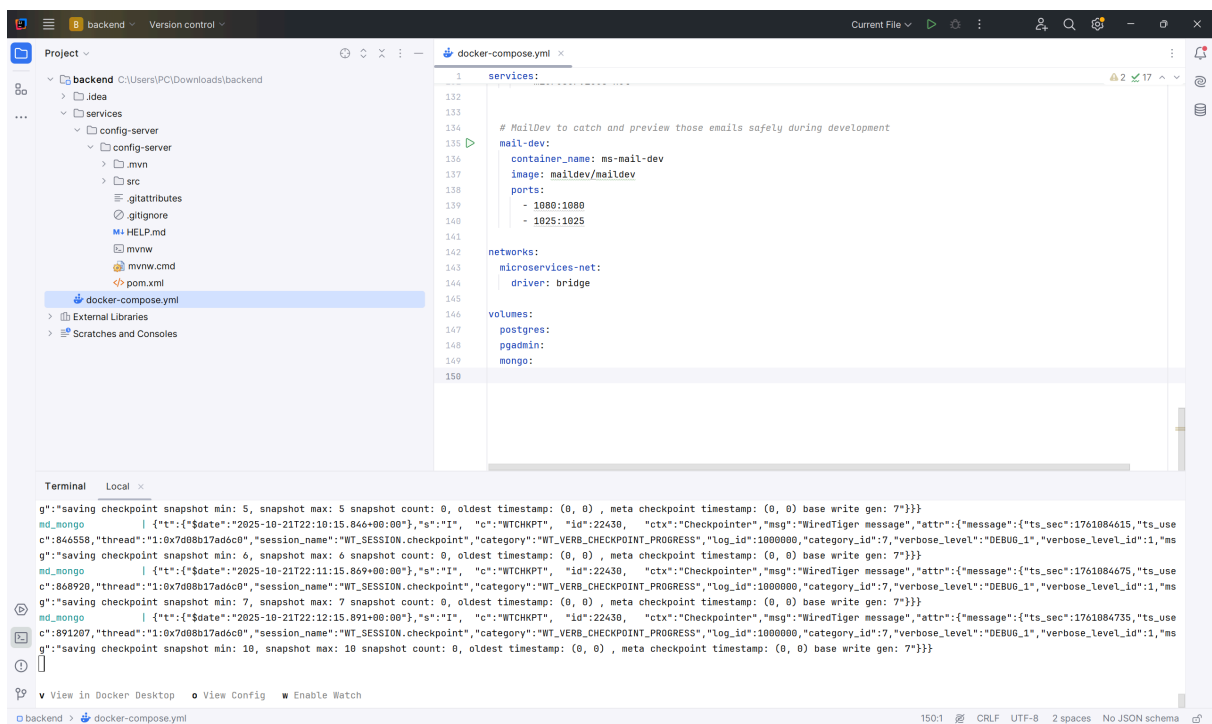 B backend Version control Current File
Project
backend C:\Users\PC\Downloads\backend
.idea
services
config-server
config-server
.mvn
src
.gitattributes
.gitignore
M↓ HELP.md
mvnw
mvnw.cmd
pom.xml
docker-compose.yml
External Libraries
Scratches and Consoles
docker-compose.yml
2 17
1 services:
132
133
134 # MailDev to catch and preview those emails safely during development
135 mail-dev:
136 container_name: ms-mail-dev
137 image: maildev/maildev
138 ports:
139 - 1080:1080
140 - 1025:1025
141
142 networks:
143 microservices-net:
144 driver: bridge
145
146 volumes:
147 postgres:
148 pgadmin:
149 mongo:
150
Terminal Local
g":"saving checkpoint snapshot min: 5, snapshot max: 5 snapshot count: 0, oldest timestamp: (0, 0) , meta checkpoint timestamp: (0, 0) base write gen: 7"}}}
md_mongo | {"t":{"$date":"2025-10-21T22:10:15.846+00:00"},"s":"I", "c":"WTCHKPT", "id":22430, "ctx":"Checkpointer","msg":"WiredTiger message","attr":{"message":{"ts_sec":1761084615,"ts_use
c":846558,"thread":"1:0x7d08b17ad6c0","session_name":"WT_SESSION.checkpoint","category":"WT_VERB_CHECKPOINT_PROGRESS","log_id":1000000,"category_id":7,"verbose_level":"DEBUG_1","verbose_level_id":1,"ms
g":"saving checkpoint snapshot min: 6, snapshot max: 6 snapshot count: 0, oldest timestamp: (0, 0) , meta checkpoint timestamp: (0, 0) base write gen: 7"}}}
md_mongo | {"t":{"$date":"2025-10-21T22:11:15.869+00:00"},"s":"I", "c":"WTCHKPT", "id":22430, "ctx":"Checkpointer","msg":"WiredTiger message","attr":{"message":{"ts_sec":1761084675,"ts_use
c":868920,"thread":"1:0x7d08b17ad6c0","session_name":"WT_SESSION.checkpoint","category":"WT_VERB_CHECKPOINT_PROGRESS","log_id":1000000,"category_id":7,"verbose_level":"DEBUG_1","verbose_level_id":1,"ms
g":"saving checkpoint snapshot min: 7, snapshot max: 7 snapshot count: 0, oldest timestamp: (0, 0) , meta checkpoint timestamp: (0, 0) base write gen: 7"}}}
md_mongo | {"t":{"$date":"2025-10-21T22:12:15.891+00:00"},"s":"I", "c":"WTCHKPT", "id":22430, "ctx":"Checkpointer","msg":"WiredTiger message","attr":{"message":{"ts_sec":1761084735,"ts_use
c":891207,"thread":"1:0x7d08b17ad6c0","session_name":"WT_SESSION.checkpoint","category":"WT_VERB_CHECKPOINT_PROGRESS","log_id":1000000,"category_id":7,"verbose_level":"DEBUG_1","verbose_level_id":1,"ms
g":"saving checkpoint snapshot min: 10, snapshot max: 10 snapshot count: 0, oldest timestamp: (0, 0) , meta checkpoint timestamp: (0, 0) base write gen: 7"}}}
v View in Docker Desktop o View Config w Enable Watch
backend > docker-compose.yml 150:1 CRLF UTF-8 2 spaces No JSON schema